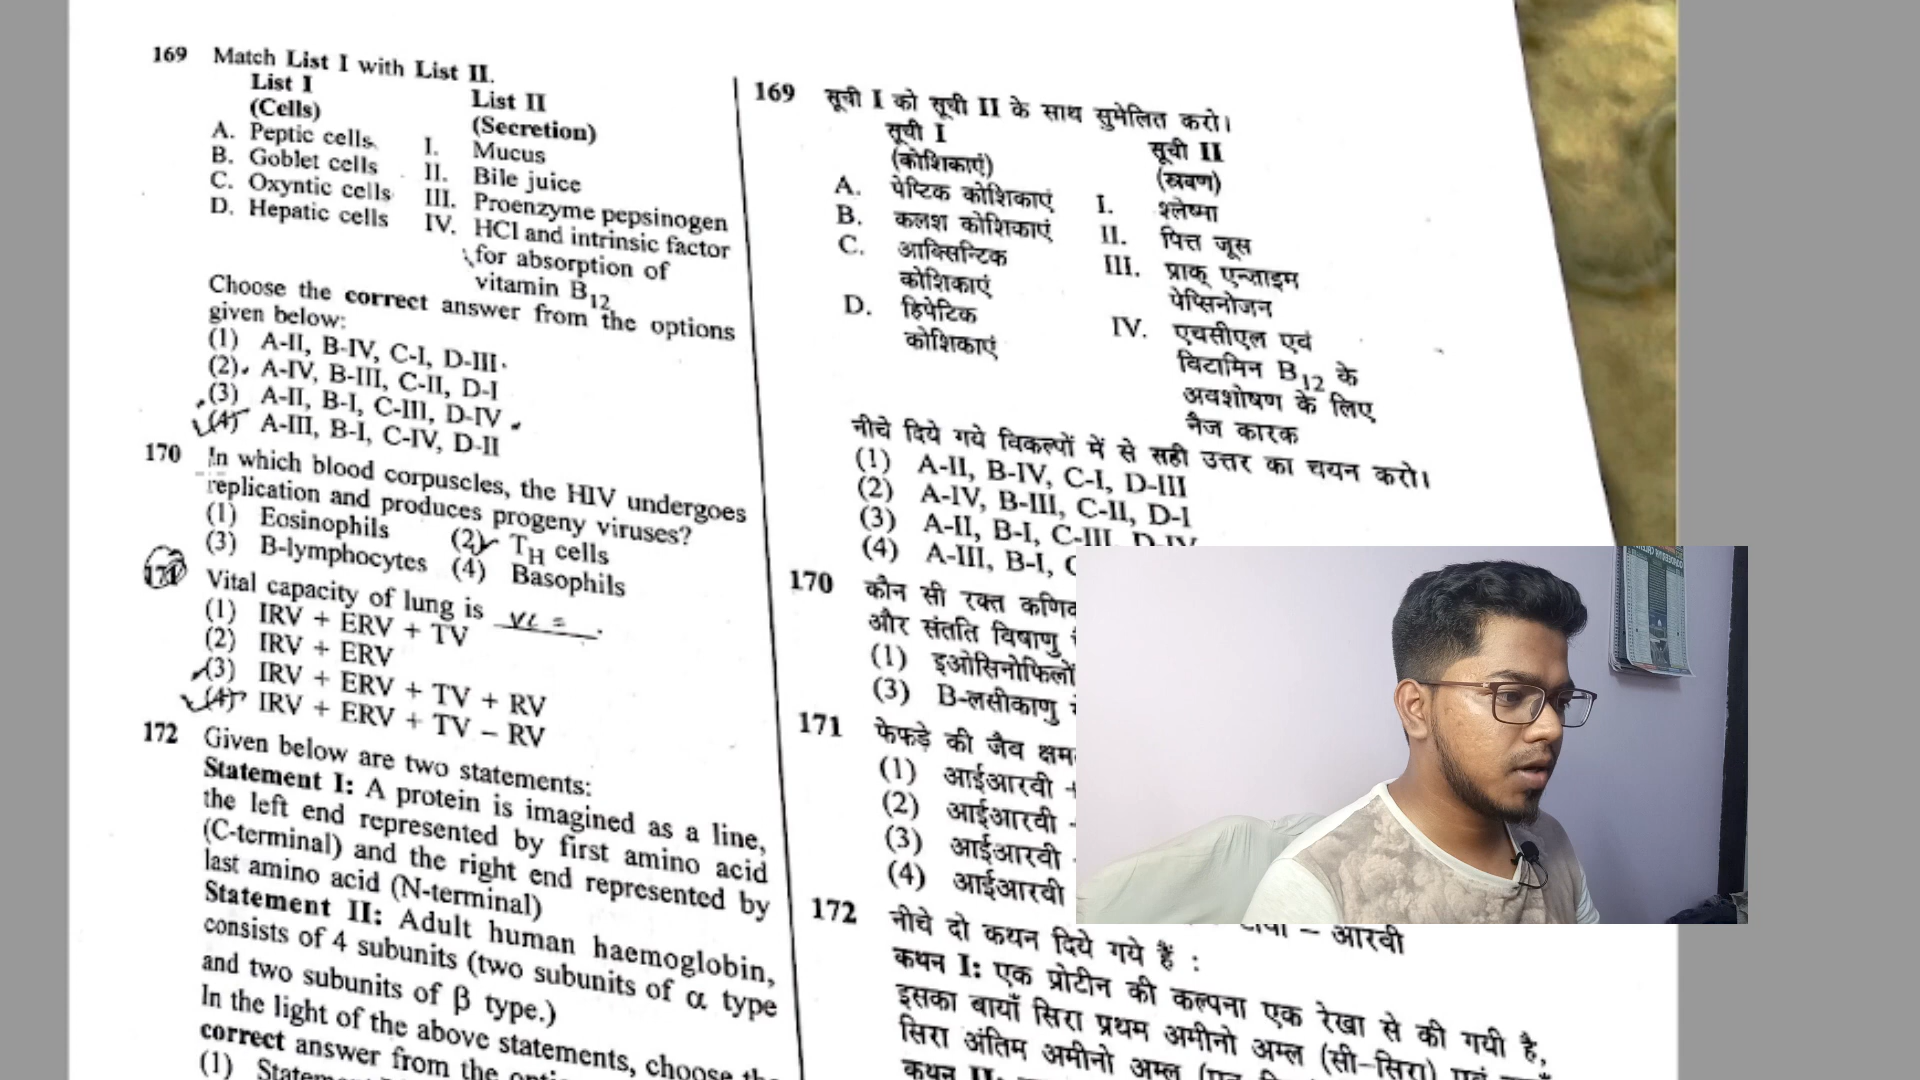 169 Match List I with List II.
List I List II
(Cells) (Secretion)
A. Peptic cells I. Mucus
B. Goblet cells II. Bile juice
C. Oxyntic cells III. Proenzyme pepsinogen
D. Hepatic cells IV. HCl and intrinsic factor
for absorption of
vitamin B12
Choose the correct answer from the options
given below:
(1) A-II, B-IV, C-I, D-III
(2) A-IV, B-III, C-II, D-I
(3) A-II, B-I, C-III, D-IV
(4) A-III, B-I, C-IV, D-II
170 In which blood corpuscles, the HIV undergoes
replication and produces progeny viruses?
(1) Eosinophils (2) TH cells
(3) B-lymphocytes (4) Basophils
171 Vital capacity of lung is VC = .
(1) IRV + ERV + TV
(2) IRV + ERV
(3) IRV + ERV + TV + RV
(4) IRV + ERV + TV – RV
172 Given below are two statements:
Statement I: A protein is imagined as a line,
the left end represented by first amino acid
(C-terminal) and the right end represented by
last amino acid (N-terminal)
Statement II: Adult human haemoglobin,
consists of 4 subunits (two subunits of α type
and two subunits of β type.)
In the light of the above statements, choose the
correct answer from the
(1)
169 सूची I को सूची II के साथ सुमेलित करो।
सूची I सूची II
(कोशिकाएं) (स्रवण)
A. पेप्टिक कोशिकाएं I. श्लेष्मा
B. कलश कोशिकाएं II. पित्त जूस
C. आक्सिन्टिक III. प्राक् एन्जाइम
कोशिकाएं पेप्सिनोजन
D. हिपेटिक IV. एचसीएल एवं
कोशिकाएं विटामिन B12 के
अवशोषण के लिए
नैज कारक
नीचे दिये गये विकल्पों में से सही उत्तर का चयन करो।
(1) A-II, B-IV, C-I, D-III
(2) A-IV, B-III, C-II, D-I
(3) A-II, B-I, C-III, D-IV
(4) A-III, B-I,
170 कौन सी रक्त
और संतति विषाणु
(1) इओसिनोफिलों
(3) B-लसीकाणु
171 फेफड़े की जैव
(1) आईआरवी
(2) आईआरवी
(3) आईआरवी
(4) आईआरवी
– आरवी
172 नीचे दो कथन दिये गये हैं :
कथन I: एक प्रोटीन की कल्पना एक रेखा से की गयी है,
इसका बायाँ सिरा प्रथम अमीनो अम्ल (सी-सिरा) एवं
सिरा अंतिम अमीनो अम्ल
कथन II: